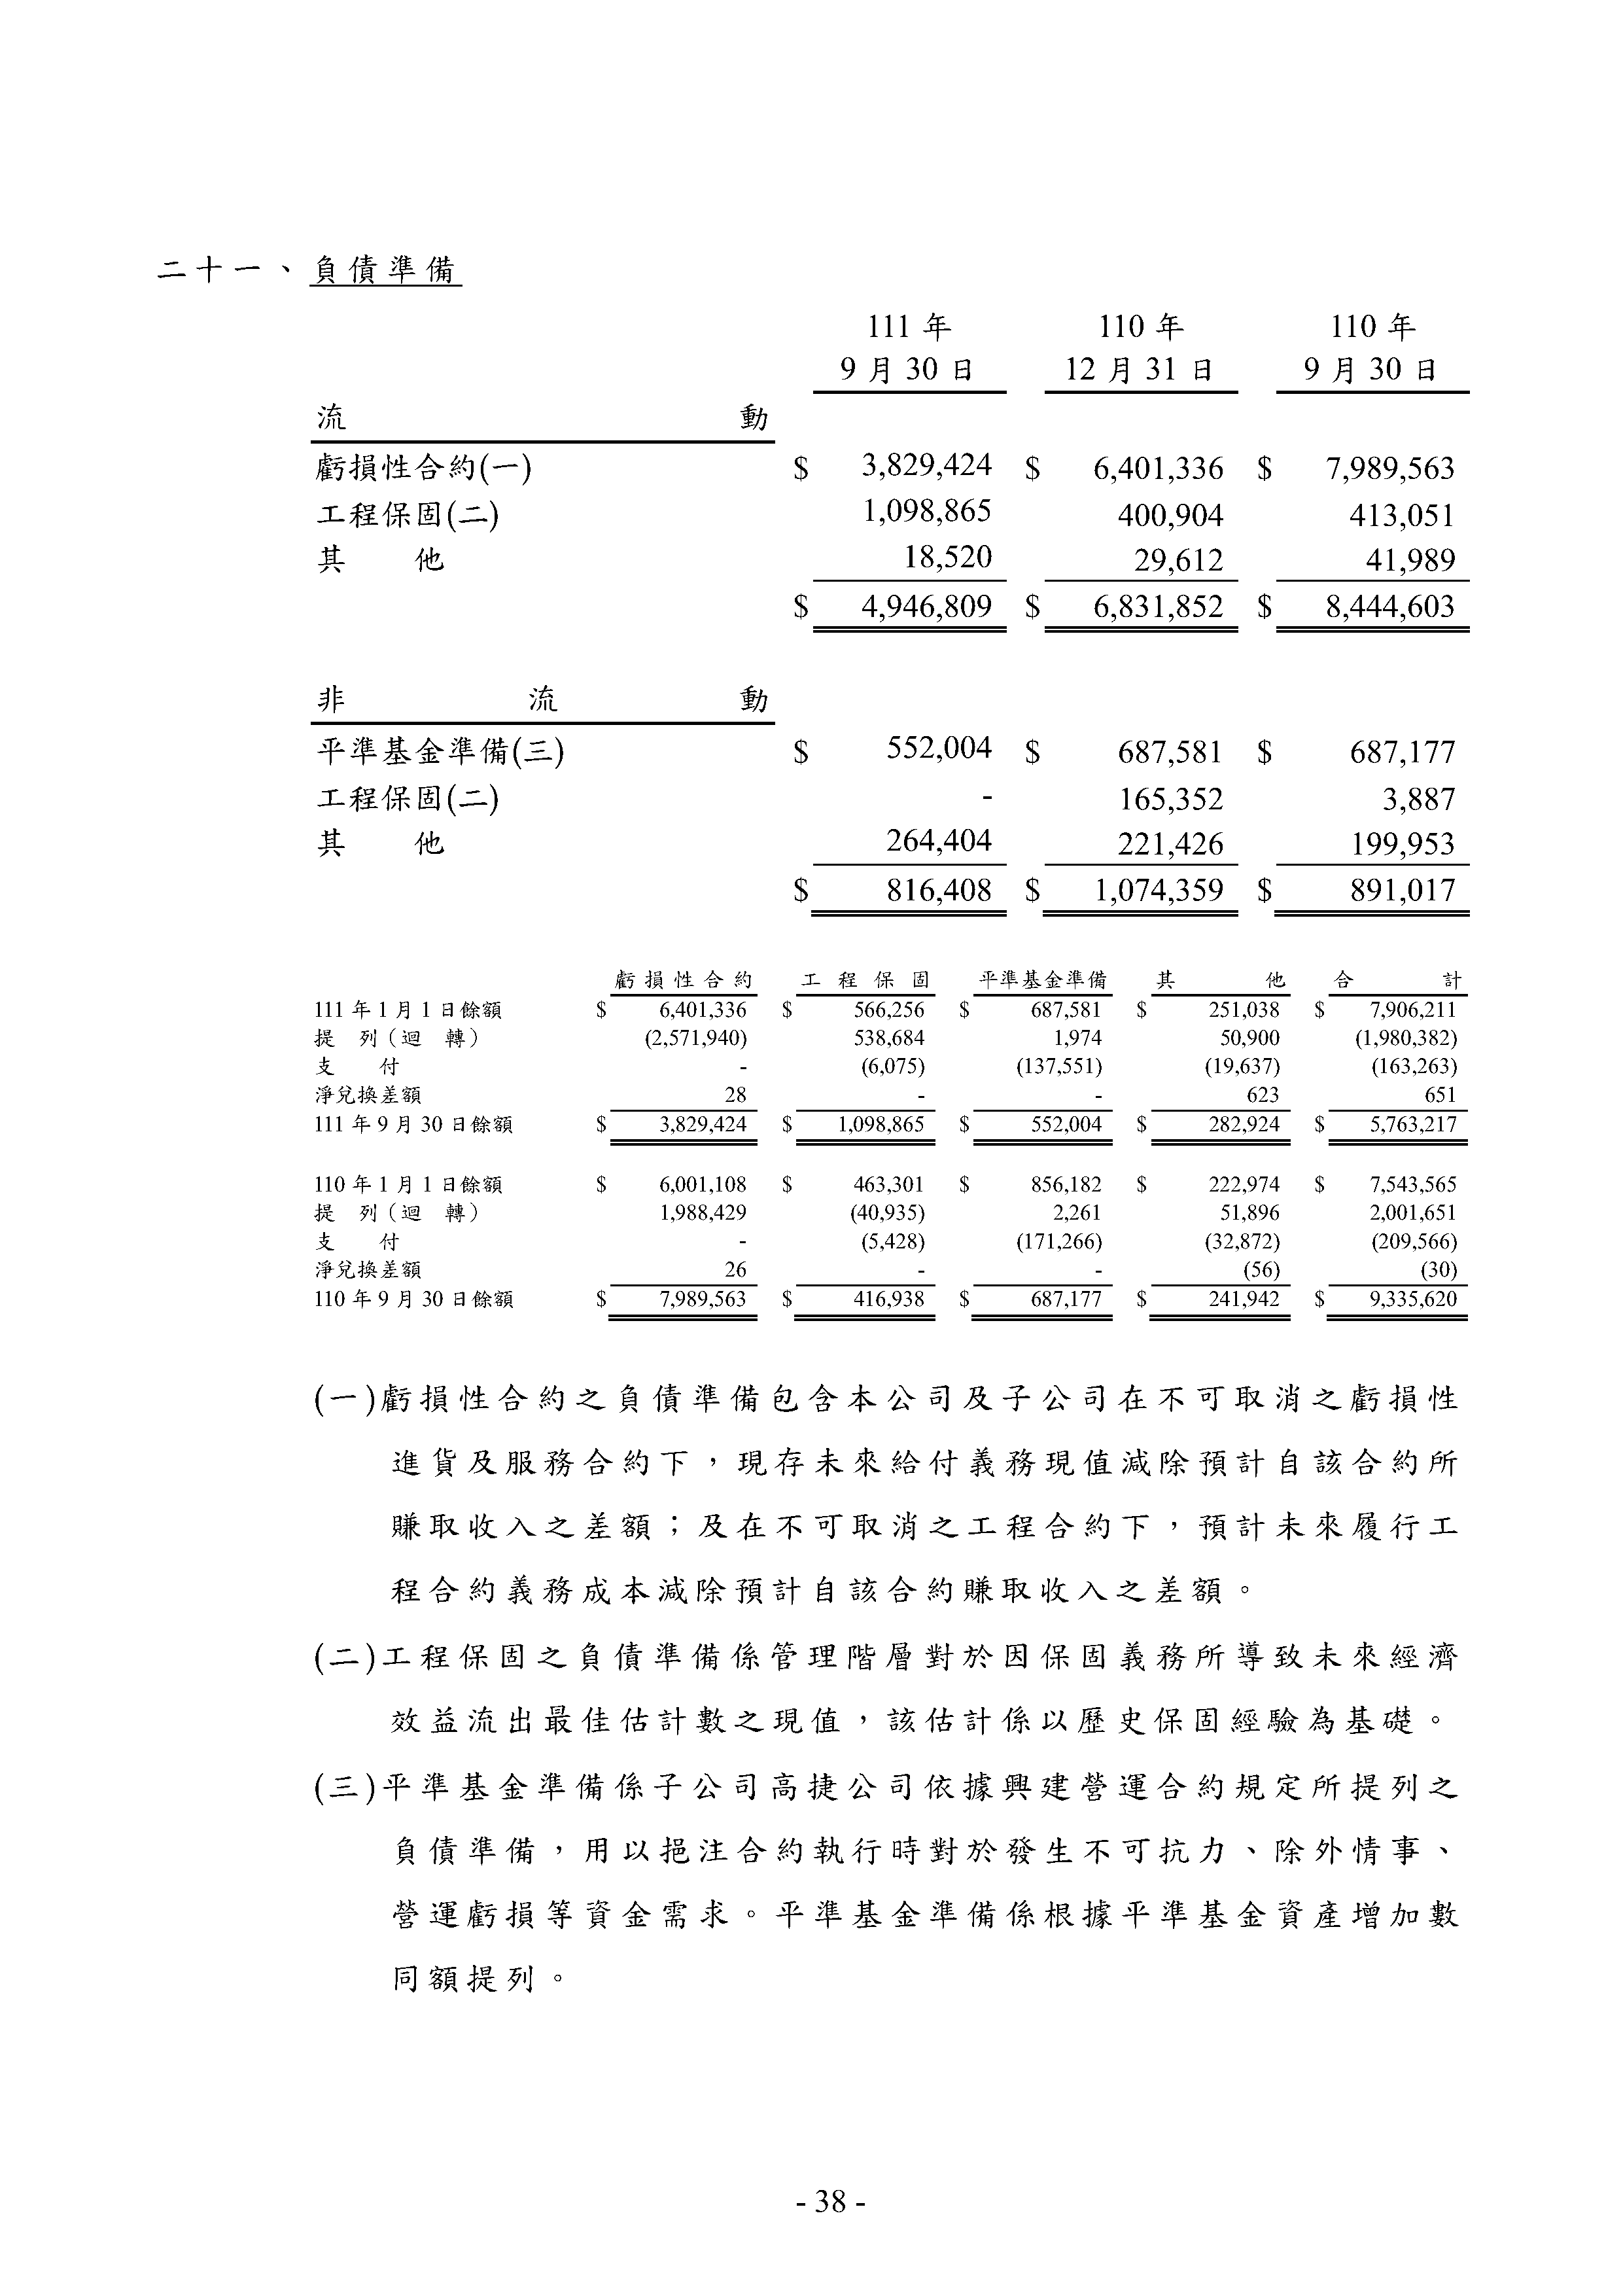 二十一、負債準備
111 年 110 年 110 年
9 月 30 日 12 月 31 日 9 月 30 日
流 動
虧損性合約(一) $ 3,829,424 $ 6,401,336 $ 7,989,563
工程保固(二) 1,098,865 400,904 413,051
其 他 18,520 29,612 41,989
$ 4,946,809 $ 6,831,852 $ 8,444,603
非 流 動
平準基金準備(三) $ 552,004 $ 687,581 $ 687,177
工程保固(二) - 165,352 3,887
其 他 264,404 221,426 199,953
$ 816,408 $ 1,074,359 $ 891,017
虧損性合約 工程保固 平準基金準備 其 他 合 計
111 年 1 月 1 日餘額 $ 6,401,336 $ 566,256 $ 687,581 $ 251,038 $ 7,906,211
提 列（迴 轉） (2,571,940) 538,684 1,974 50,900 (1,980,382)
支 付 - (6,075) (137,551) (19,637) (163,263)
淨兌換差額 28 - - 623 651
111 年 9 月 30 日餘額 $ 3,829,424 $ 1,098,865 $ 552,004 $ 282,924 $ 5,763,217
110 年 1 月 1 日餘額 $ 6,001,108 $ 463,301 $ 856,182 $ 222,974 $ 7,543,565
提 列（迴 轉） 1,988,429 (40,935) 2,261 51,896 2,001,651
支 付 - (5,428) (171,266) (32,872) (209,566)
淨兌換差額 26 - - (56) (30)
110 年 9 月 30 日餘額 $ 7,989,563 $ 416,938 $ 687,177 $ 241,942 $ 9,335,620
(一)虧損性合約之負債準備包含本公司及子公司在不可取消之虧損性
進貨及服務合約下，現存未來給付義務現值減除預計自該合約所
賺取收入之差額；及在不可取消之工程合約下，預計未來履行工
程合約義務成本減除預計自該合約賺取收入之差額。
(二)工程保固之負債準備係管理階層對於因保固義務所導致未來經濟
效益流出最佳估計數之現值，該估計係以歷史保固經驗為基礎。
(三)平準基金準備係子公司高捷公司依據興建營運合約規定所提列之
負債準備，用以挹注合約執行時對於發生不可抗力、除外情事、
營運虧損等資金需求。平準基金準備係根據平準基金資產增加數
同額提列。
- 38 -